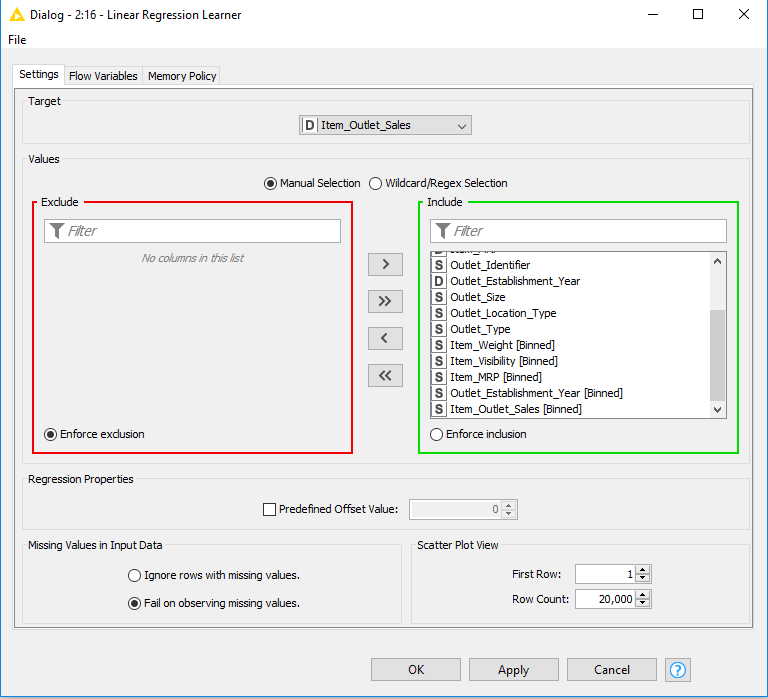 Dialog - 2:16 - Linear Regression Learner
File
Settings Flow Variables Memory Policy
Target
D Item_Outlet_Sales
Values
Manual Selection Wildcard/Regex Selection
Exclude
Filter
No columns in this list
Enforce exclusion
>
>>
<
<<
Include
Filter
S Outlet_Identifier
D Outlet_Establishment_Year
S Outlet_Size
S Outlet_Location_Type
S Outlet_Type
S Item_Weight [Binned]
S Item_Visibility [Binned]
S Item_MRP [Binned]
S Outlet_Establishment_Year [Binned]
S Item_Outlet_Sales [Binned]
Enforce inclusion
Regression Properties
Predefined Offset Value: 0
Missing Values in Input Data
Ignore rows with missing values.
Fail on observing missing values.
Scatter Plot View
First Row: 1
Row Count: 20,000
OK Apply Cancel ?